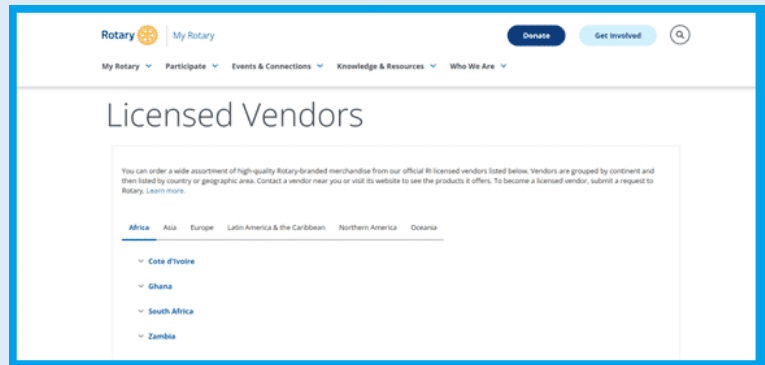 Rotary My Rotary Donate Get Involved
My Rotary Participate Events & Connections Knowledge & Resources Who We Are
Licensed Vendors
You can order a wide assortment of high-quality Rotary-branded merchandise from our official RI licensed vendors listed below. Vendors are grouped by continent and
then listed by country or geographic area. Contact a vendor near you or visit its website to see the products it offers. To become a licensed vendor, submit a request to
Rotary. Learn more.
Africa Asia Europe Latin America & the Caribbean Northern America Oceania
Cote d'Ivoire
Ghana
South Africa
Zambia